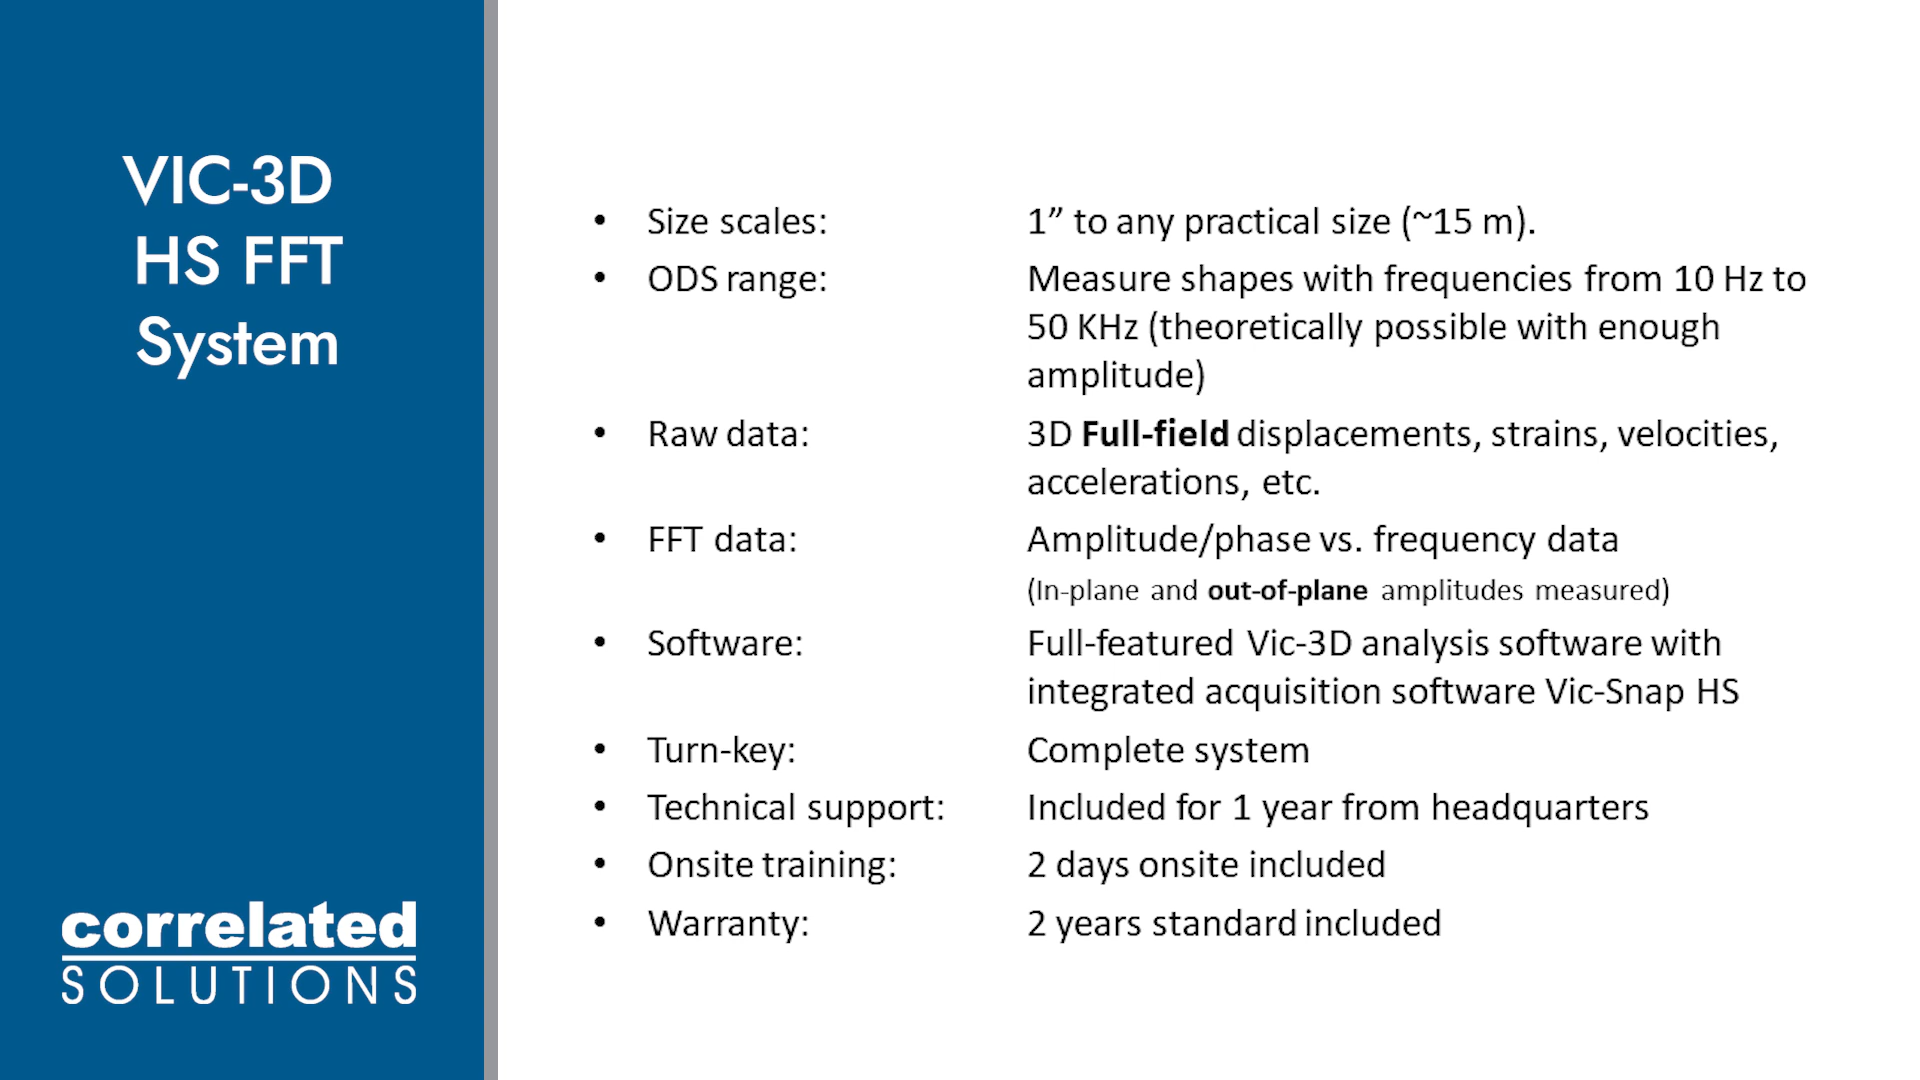 VIC-3D
HS FFT
System
• Size scales: 1” to any practical size (~15 m).
• ODS range: Measure shapes with frequencies from 10 Hz to
50 KHz (theoretically possible with enough
amplitude)
• Raw data: 3D Full-field displacements, strains, velocities,
accelerations, etc.
• FFT data: Amplitude/phase vs. frequency data
(In-plane and out-of-plane amplitudes measured)
• Software: Full-featured Vic-3D analysis software with
integrated acquisition software Vic-Snap HS
• Turn-key: Complete system
• Technical support: Included for 1 year from headquarters
• Onsite training: 2 days onsite included
• Warranty: 2 years standard included
correlated
SOLUTIONS